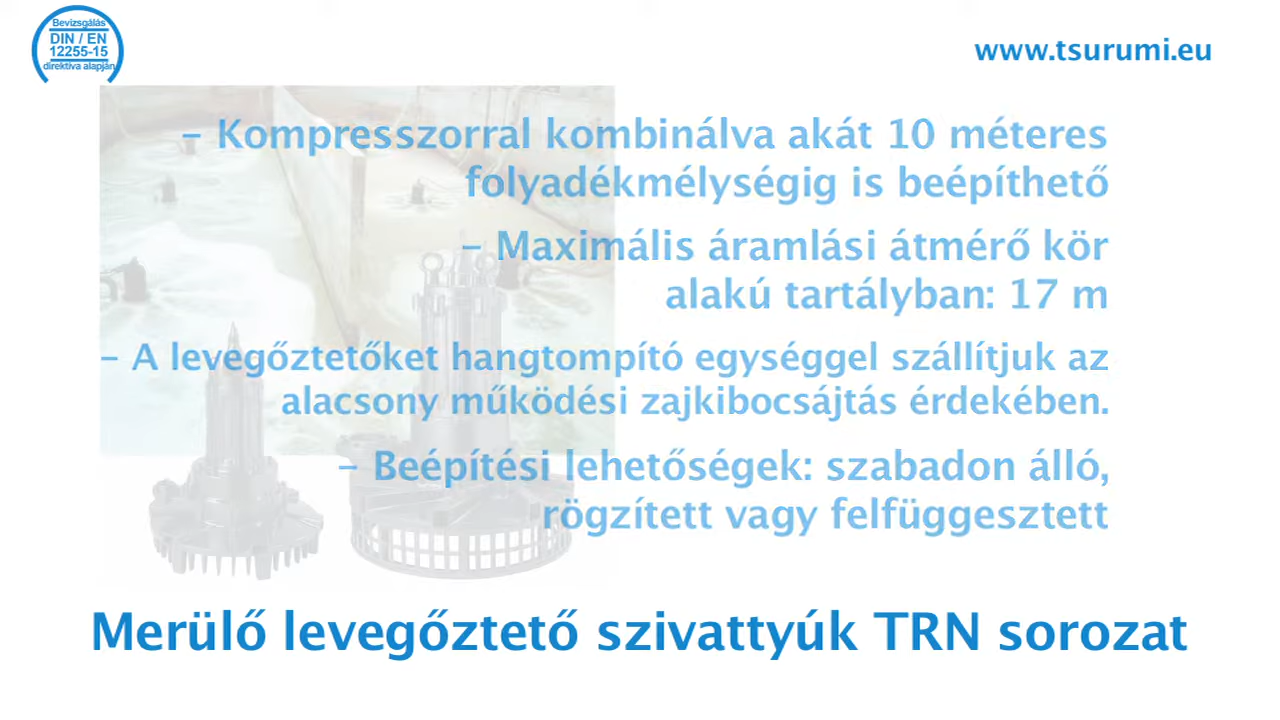 Bevizsgálás
DIN / EN
12255-15
direktíva alapján
www.tsurumi.eu
- Kompresszorral kombinálva akát 10 méteres
folyadékmélységig is beépíthető
- Maximális áramlási átmérő kör
alakú tartályban: 17 m
- A levegőztetőket hangtompító egységgel szállítjuk az
alacsony működési zajkibocsájtás érdekében.
- Beépítési lehetőségek: szabadon álló,
rögzített vagy felfüggesztett
Merülő levegőztető szivattyúk TRN sorozat